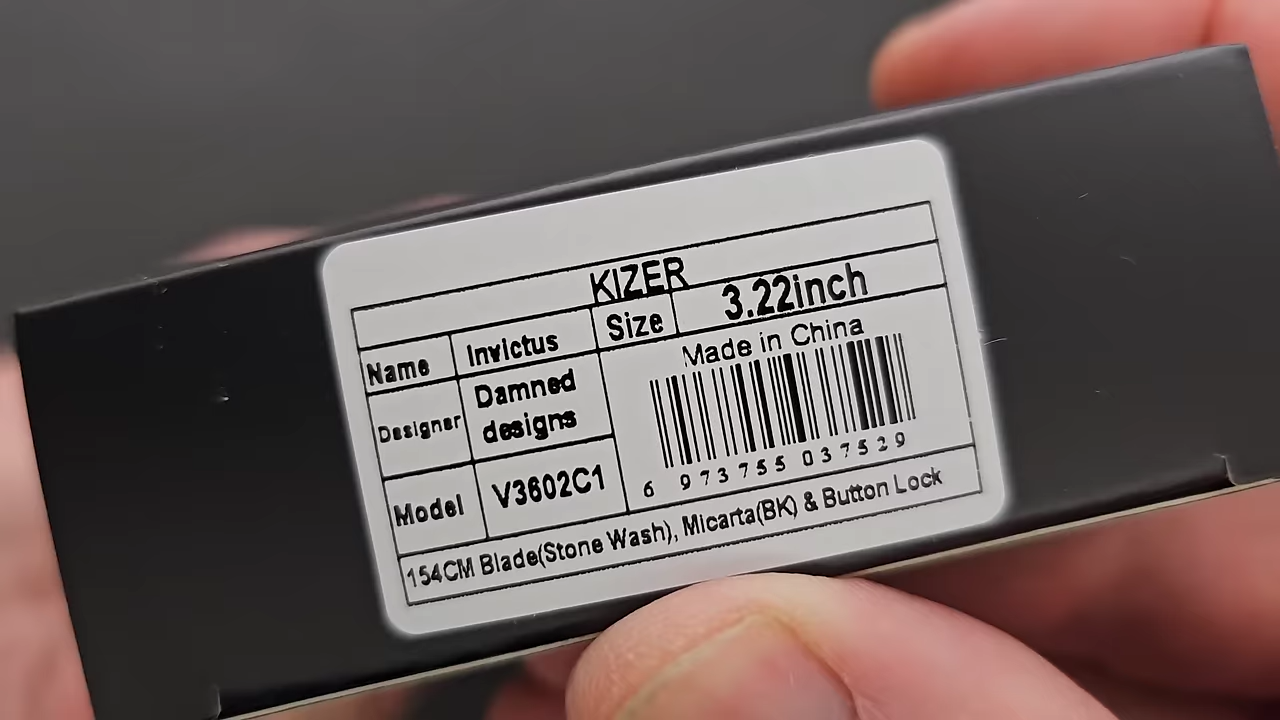 KIZER
Name Invictus Size 3.22inch
Designer Damned designs
Made in China
6 973755 037529
Model V3602C1
154CM Blade(Stone Wash), Micarta(BK) & Button Lock